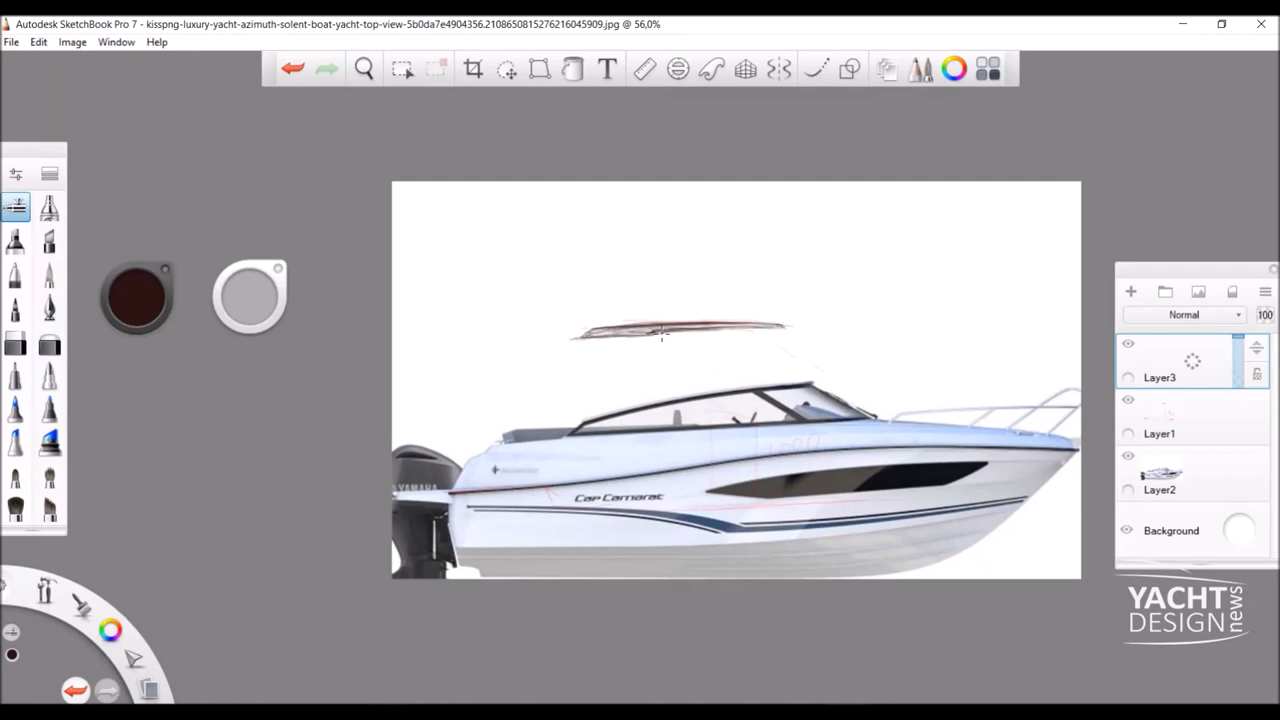 Autodesk SketchBook Pro 7 - kisspng-luxury-yacht-azimuth-solent-boat-yacht-top-view-5b0da7e4904356.2108650815276216045909.jpg @ 56,0%
File Edit Image Window Help
Normal 100
Layer3
Layer1
Layer2
Background
YAMAHA
Cap Camarat
YACHT
DESIGN
news